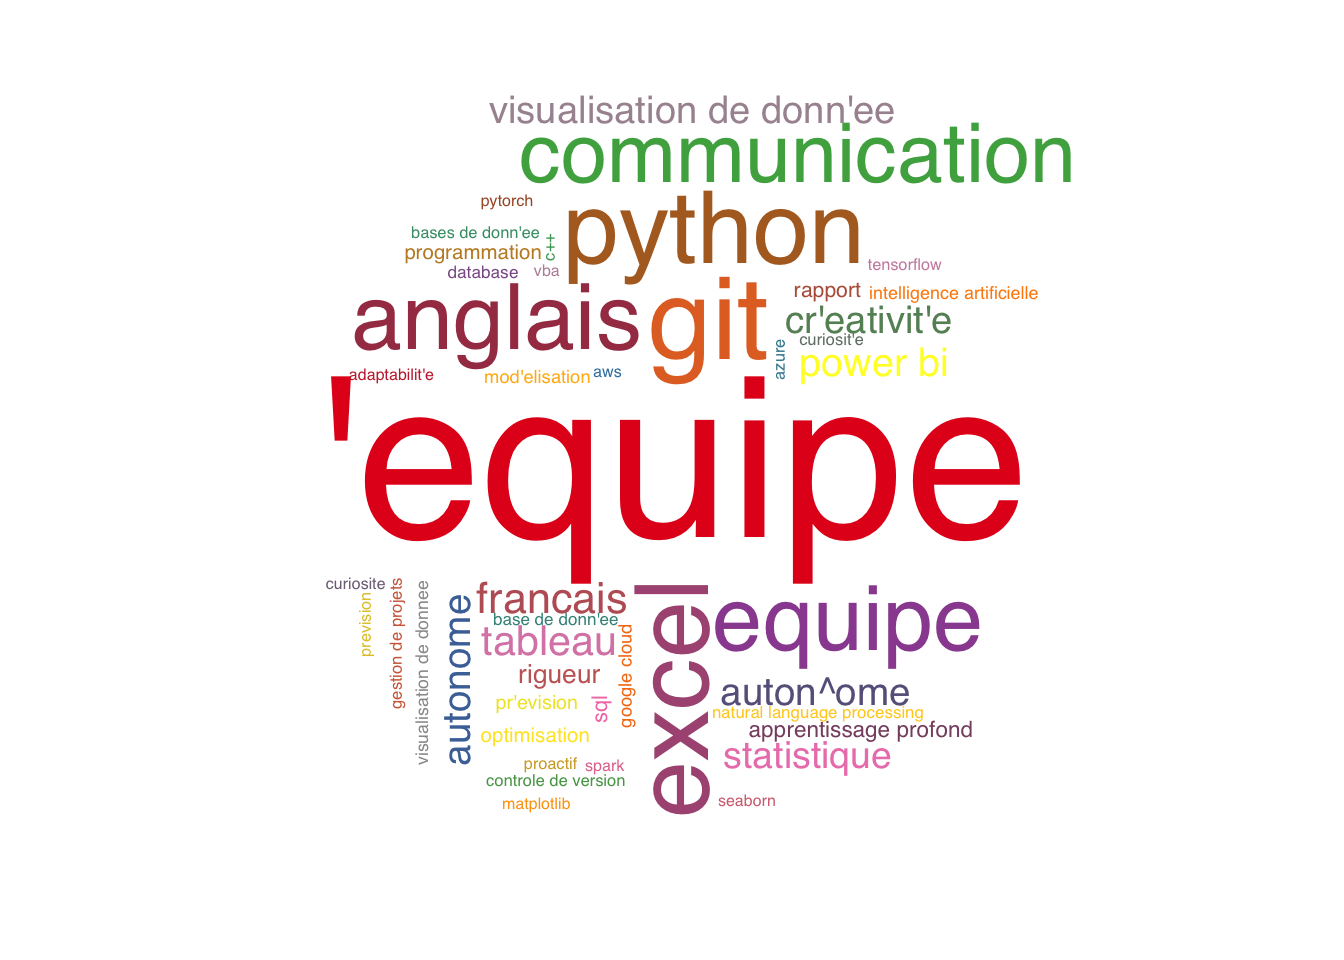 visualisation de donn'ee
communication
pytorch
python
bases de donn'ee
c++
programmation
database
vba
tensorflow
anglais
git
rapport
intelligence artificielle
cr'eativit'e
curiosit'e
azure
power bi
adaptabilit'e
mod'elisation
aws
'equipe
curiosite
prevision
gestion de projets
visualisation de donnee
autonome
francais
base de donn'ee
tableau
rigueur
pr'evision
sql
google cloud
optimisation
proactif
spark
controle de version
matplotlib
excel
equipe
auton^ome
natural language processing
apprentissage profond
statistique
seaborn